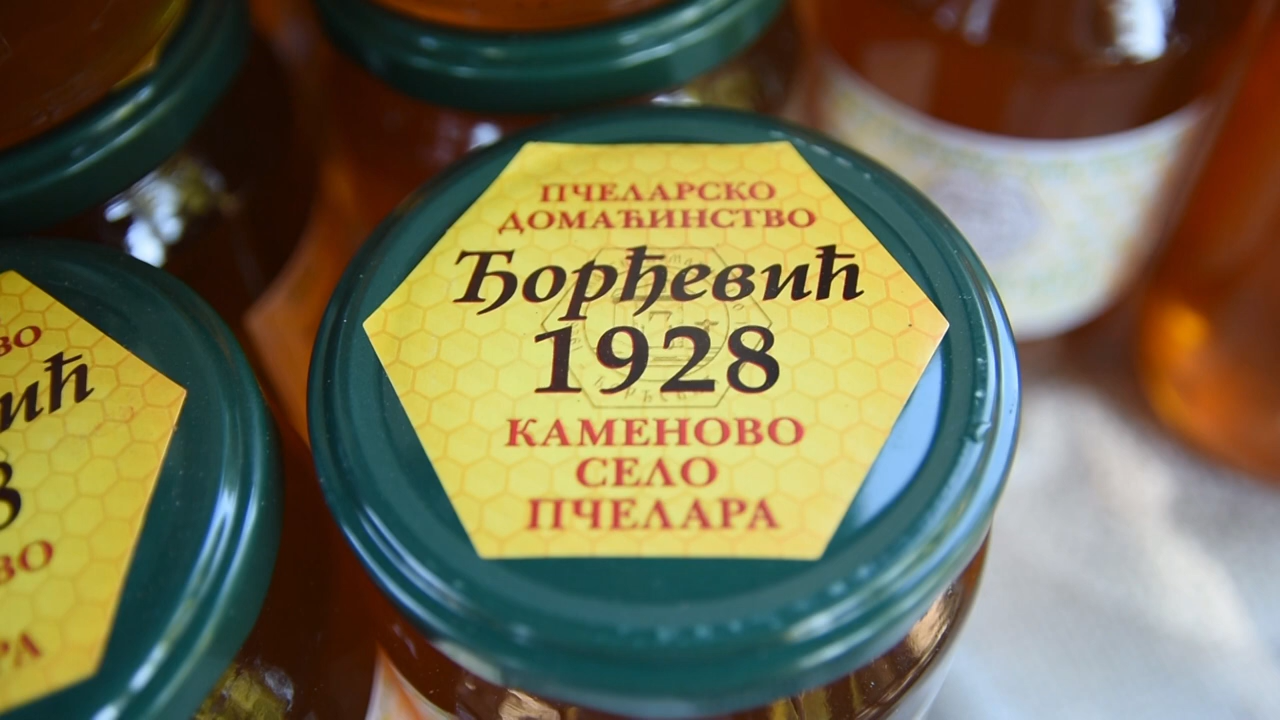 ПЧЕЛАРСКО
ДОМАЋИНСТВО
Ђорђевић
1928
КАМЕНОВО
СЕЛО
ПЧЕЛАРА